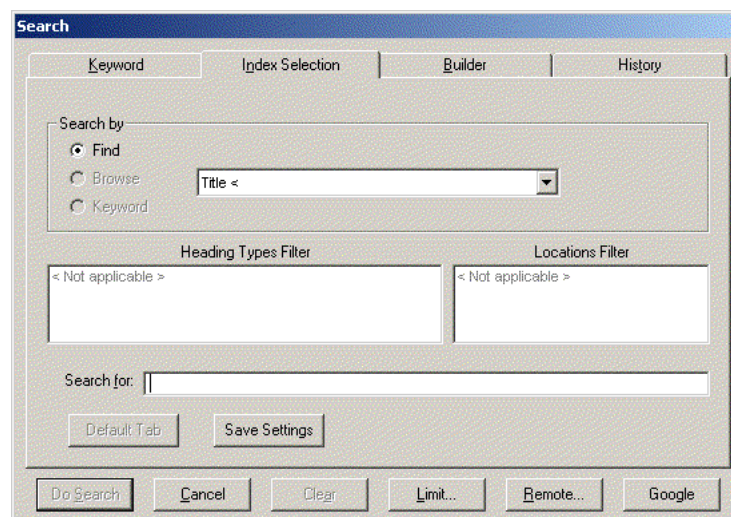 Search
Keyword Index Selection Builder History
Search by
Find
Browse
Title <
Keyword
Heading Types Filter Locations Filter
< Not applicable > < Not applicable >
Search for:
Default Tab Save Settings
Do Search Cancel Clear Limit... Remote... Google